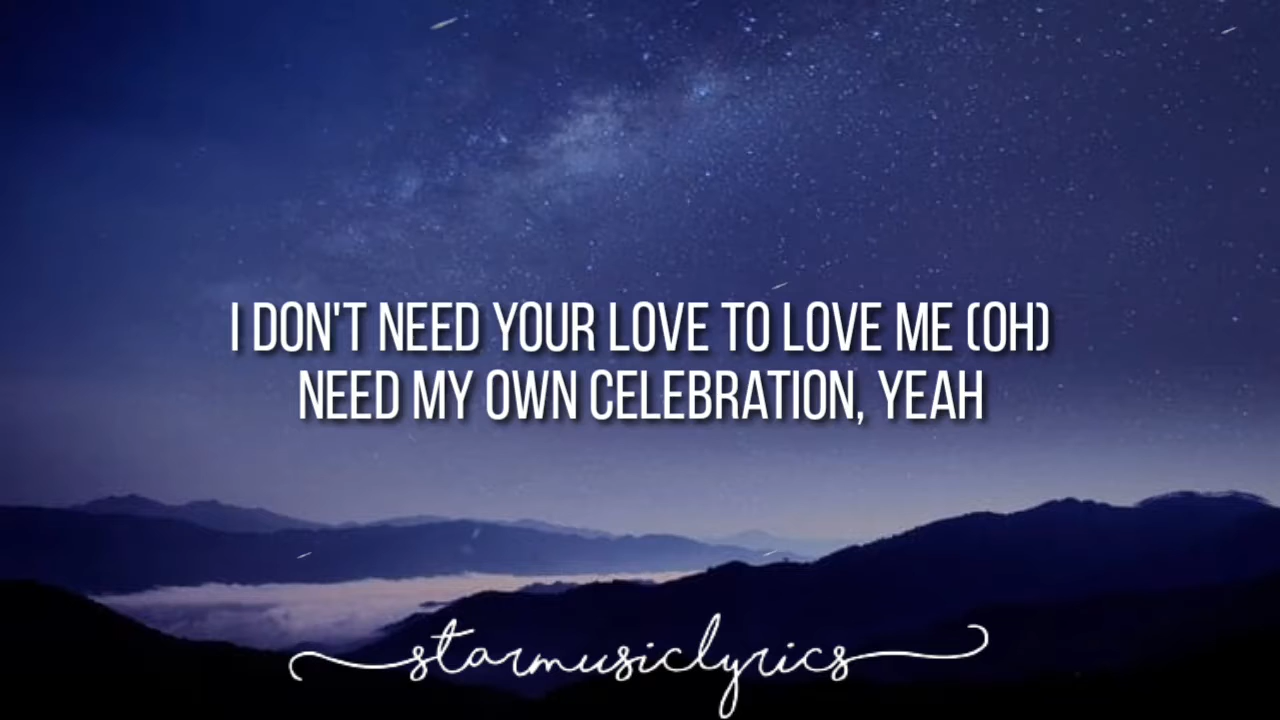 I DON'T NEED YOUR LOVE TO LOVE ME (OH)
NEED MY OWN CELEBRATION, YEAH
starmusiclyrics